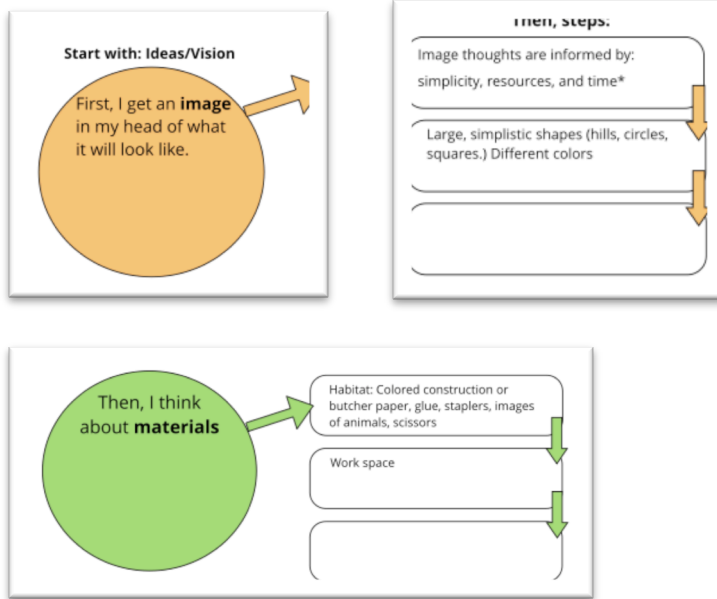 Start with: Ideas/Vision
First, I get an image
in my head of what
it will look like.
Then, steps:
Image thoughts are informed by:
simplicity, resources, and time*
Large, simplistic shapes (hills, circles,
squares.) Different colors
Then, I think
about materials
Habitat: Colored construction or
butcher paper, glue, staplers, images
of animals, scissors
Work space